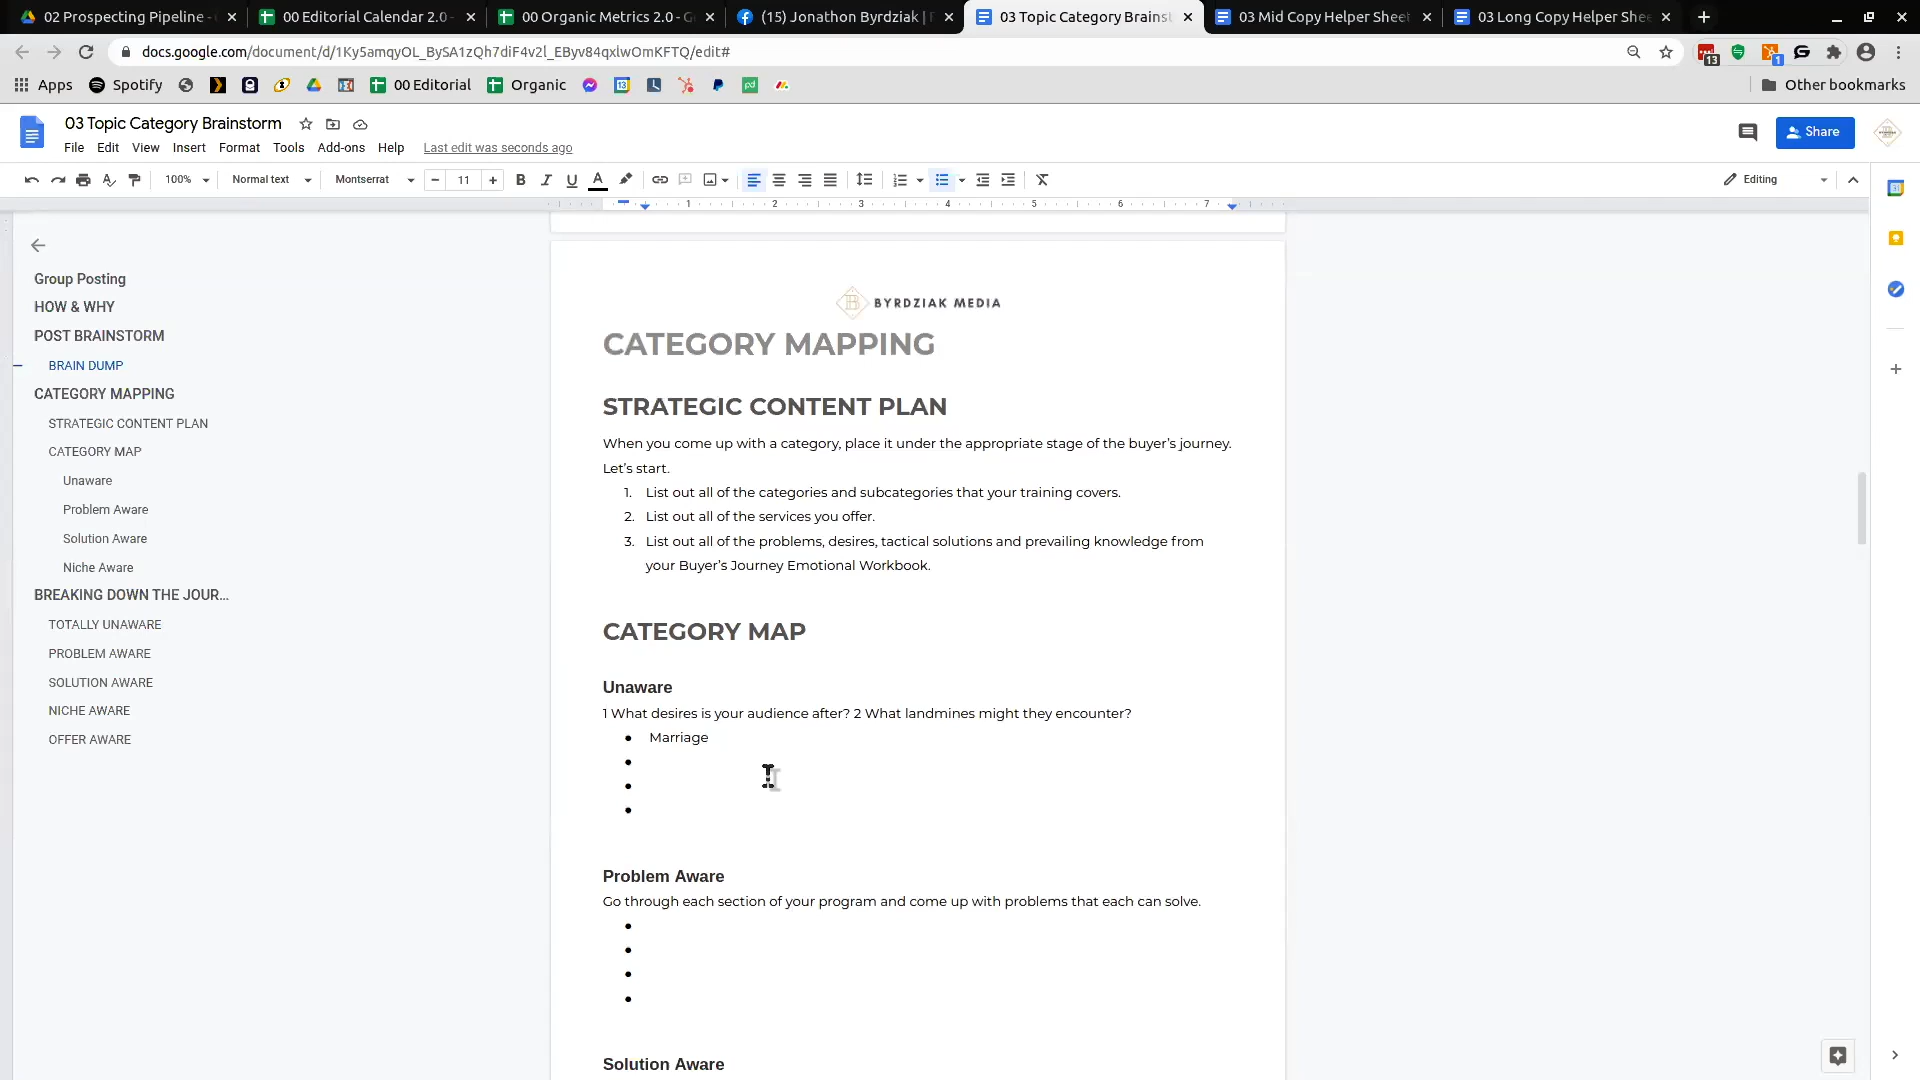 02 Prospecting Pipeline -
00 Editorial Calendar 2.0 -
00 Organic Metrics 2.0 - G
(15) Jonathon Byrdziak | F
03 Topic Category Brainst
03 Mid Copy Helper Sheet
03 Long Copy Helper Shee
docs.google.com/document/d/1Ky5amqyOL_BySA1zQh7diF4v2l_EByv84qxlwOmKFTQ/edit#
13
1
Apps
Spotify
00 Editorial
Organic
Other bookmarks
03 Topic Category Brainstorm
File Edit View Insert Format Tools Add-ons Help Last edit was seconds ago
Share
100% Normal text Montserrat 11 Editing
1 2 3 4 5 6 7
Group Posting
HOW & WHY
POST BRAINSTORM
BRAIN DUMP
CATEGORY MAPPING
STRATEGIC CONTENT PLAN
CATEGORY MAP
Unaware
Problem Aware
Solution Aware
Niche Aware
BREAKING DOWN THE JOUR...
TOTALLY UNAWARE
PROBLEM AWARE
SOLUTION AWARE
NICHE AWARE
OFFER AWARE
BYRDZIAK MEDIA
CATEGORY MAPPING
STRATEGIC CONTENT PLAN
When you come up with a category, place it under the appropriate stage of the buyer's journey.
Let's start.
1. List out all of the categories and subcategories that your training covers.
2. List out all of the services you offer.
3. List out all of the problems, desires, tactical solutions and prevailing knowledge from
your Buyer's Journey Emotional Workbook.
CATEGORY MAP
Unaware
1 What desires is your audience after? 2 What landmines might they encounter?
● Marriage
●
●
●
Problem Aware
Go through each section of your program and come up with problems that each can solve.
●
●
●
●
Solution Aware